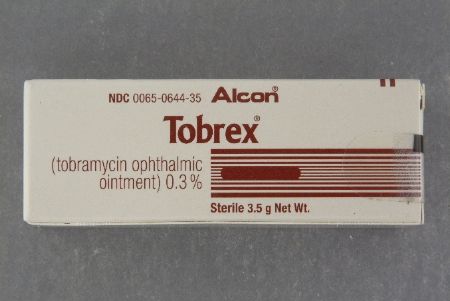 NDC 0065-0644-35 Alcon®
Tobrex®
(tobramycin ophthalmic
ointment) 0.3%
Sterile 3.5 g Net Wt.